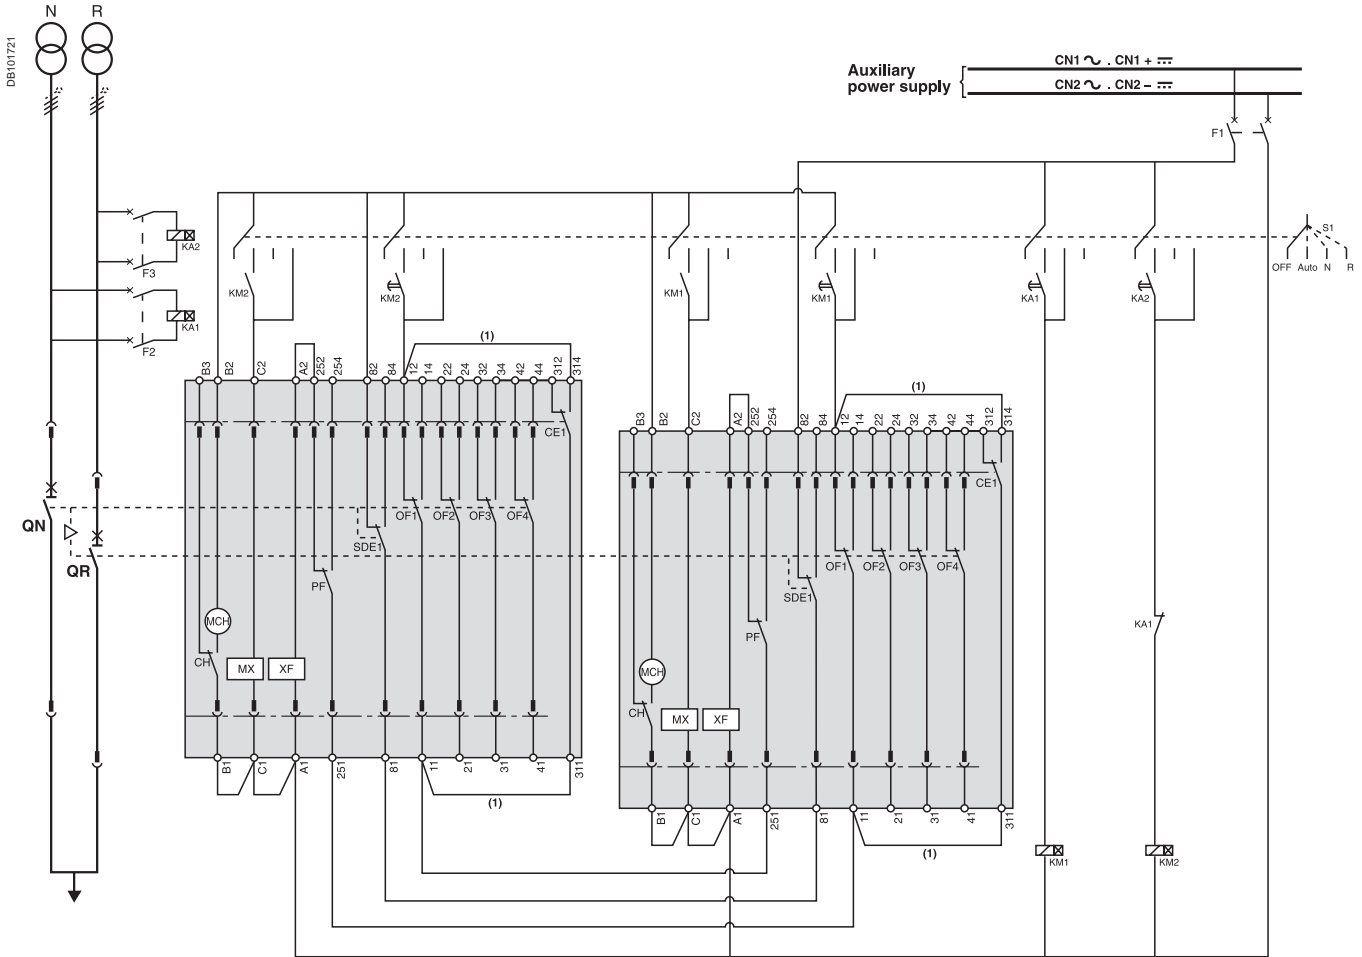 N R
DB101721
Auxiliary
power supply
CN1 ∿ . CN1 + ⎓
CN2 ∿ . CN2 – ⎓
F1
S1
OFF Auto N R
KA2
F3
KA1
F2
KM2 KM2 KM1 KM1 KA1 KA2
(1)
B3 B2 C2 A2 252 254 82 84 12 14 22 24 32 34 42 44 312 314
CE1
(1)
B3 B2 C2 A2 252 254 82 84 12 14 22 24 32 34 42 44 312 314
CE1
QN
QR
OF1 OF2 OF3 OF4
SDE1
PF
MCH
CH
MX XF
OF1 OF2 OF3 OF4
SDE1
PF
MCH
CH
MX XF
KA1
B1 C1 A1 251 81 11 21 31 41 311
(1)
B1 C1 A1 251 81 11 21 31 41 311
(1)
KM1 KM2